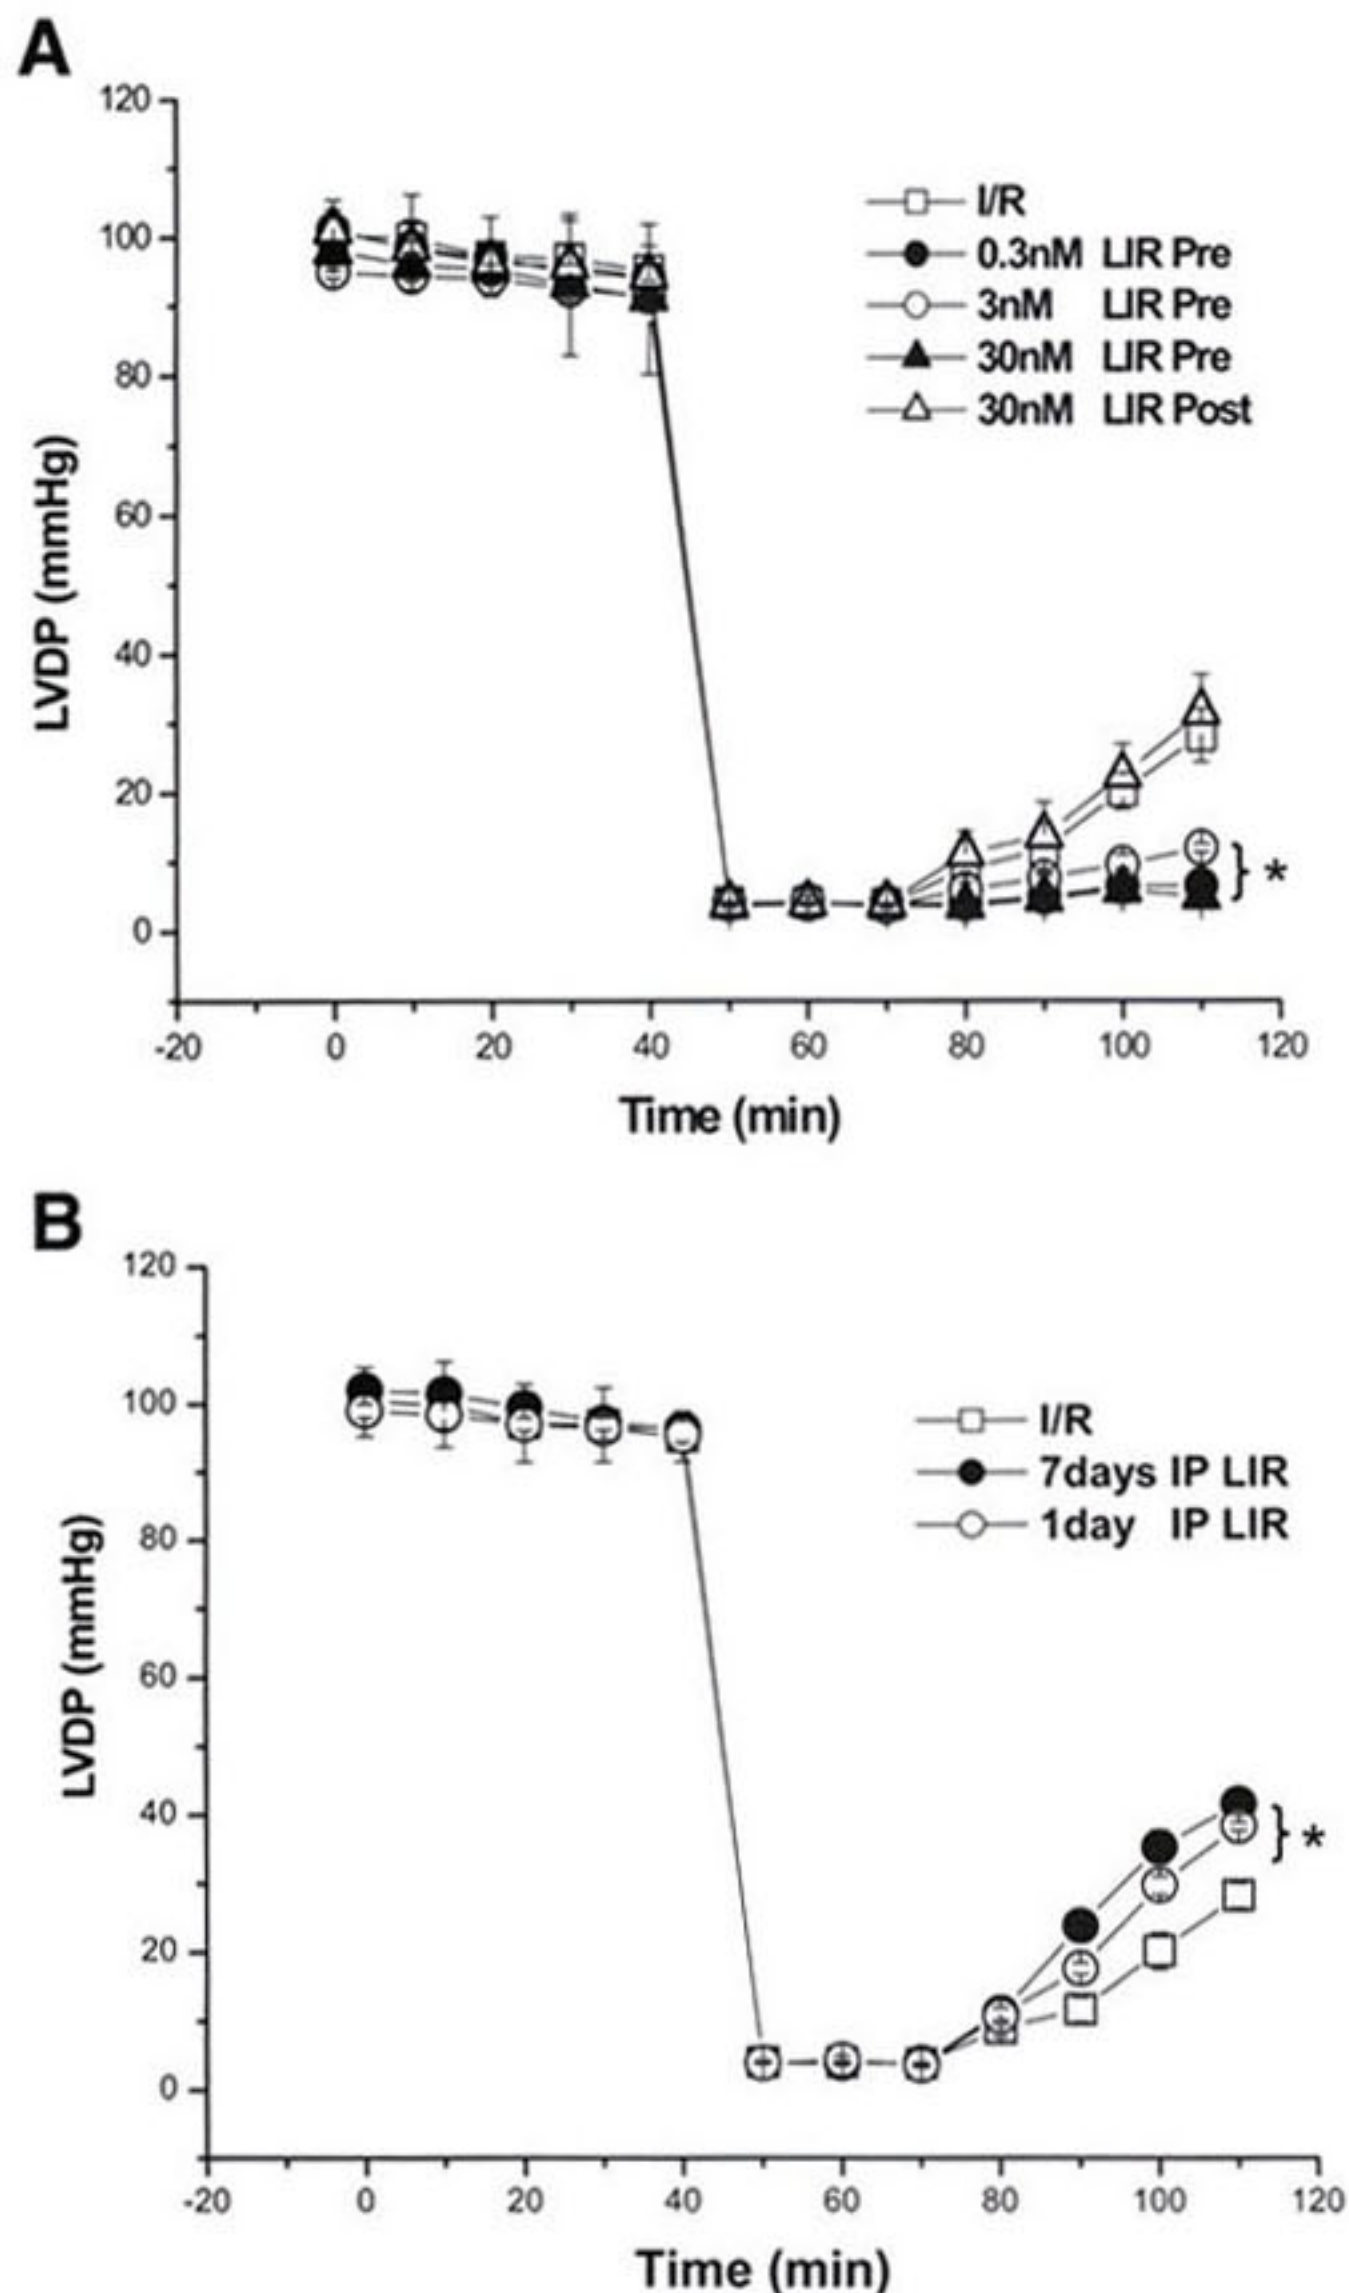 A
120
100
80
60
40
20
0
LVDP (mmHg)
I/R
0.3nM LIR Pre
3nM LIR Pre
30nM LIR Pre
30nM LIR Post
*
-20 0 20 40 60 80 100 120
Time (min)
B
120
100
80
60
40
20
0
LVDP (mmHg)
I/R
7days IP LIR
1day IP LIR
*
-20 0 20 40 60 80 100 120
Time (min)